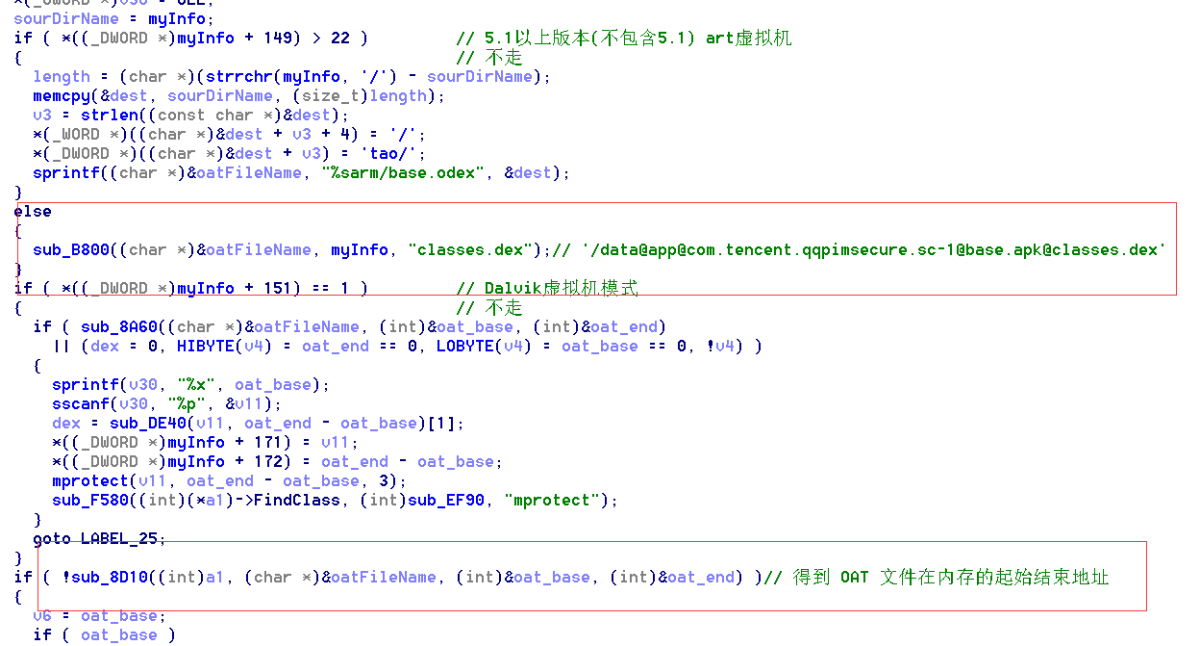 *(_DWORD *)v30 = 0LL;
sourDirName = myInfo;
if ( *((_DWORD *)myInfo + 149) > 22 ) // 5.1以上版本(不包含5.1) art虚拟机
{ // 不走
length = (char *)(strrchr(myInfo, '/') - sourDirName);
memcpy(&dest, sourDirName, (size_t)length);
v3 = strlen((const char *)&dest);
*(_WORD *)((char *)&dest + v3 + 4) = '/';
*(_DWORD *)((char *)&dest + v3) = 'tao/';
sprintf((char *)&oatFileName, "%sarm/base.odex", &dest);
}
else
{
sub_B800((char *)&oatFileName, myInfo, "classes.dex");// '/data@app@com.tencent.qqpimsecure.sc-1@base.apk@classes.dex'
}
if ( *((_DWORD *)myInfo + 151) == 1 ) // Dalvik虚拟机模式
{ // 不走
if ( sub_8A60((char *)&oatFileName, (int)&oat_base, (int)&oat_end)
|| (dex = 0, HIBYTE(v4) = oat_end == 0, LOBYTE(v4) = oat_base == 0, !v4) )
{
sprintf(v30, "%x", oat_base);
sscanf(v30, "%p", &v11);
dex = sub_DE40(v11, oat_end - oat_base)[1];
*((_DWORD *)myInfo + 171) = v11;
*((_DWORD *)myInfo + 172) = oat_end - oat_base;
mprotect(v11, oat_end - oat_base, 3);
sub_F580((int)(*a1)->FindClass, (int)sub_EF90, "mprotect");
}
goto LABEL_25;
}
if ( !sub_8D10((int)a1, (char *)&oatFileName, (int)&oat_base, (int)&oat_end) )// 得到 OAT 文件在内存的起始结束地址
{
v6 = oat_base;
if ( oat_base )